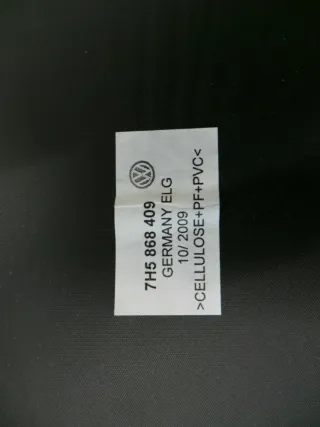 7H5 868 409
GERMANY ELG
10/ 2009
>CELLULOSE+PF+PVC<